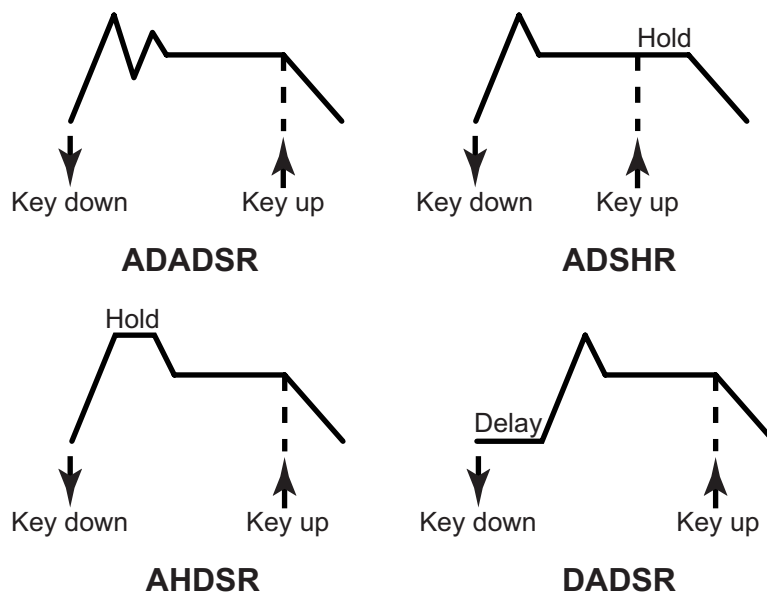 Hold
Key down
Key up
Key down
Key up
ADADSR
ADSHR
Hold
Delay
Key down
Key up
Key down
Key up
AHDSR
DADSR